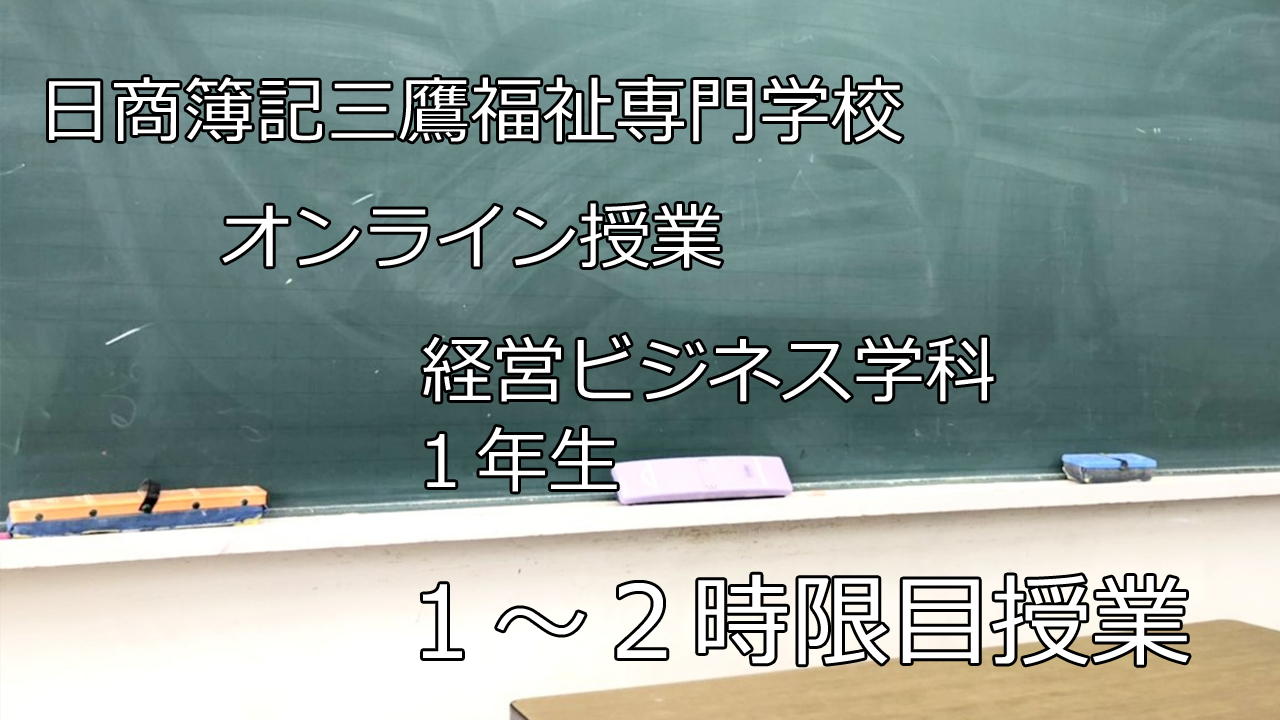 日商簿記三鷹福祉専門学校
オンライン授業
経営ビジネス学科
１年生
１～２時限目授業